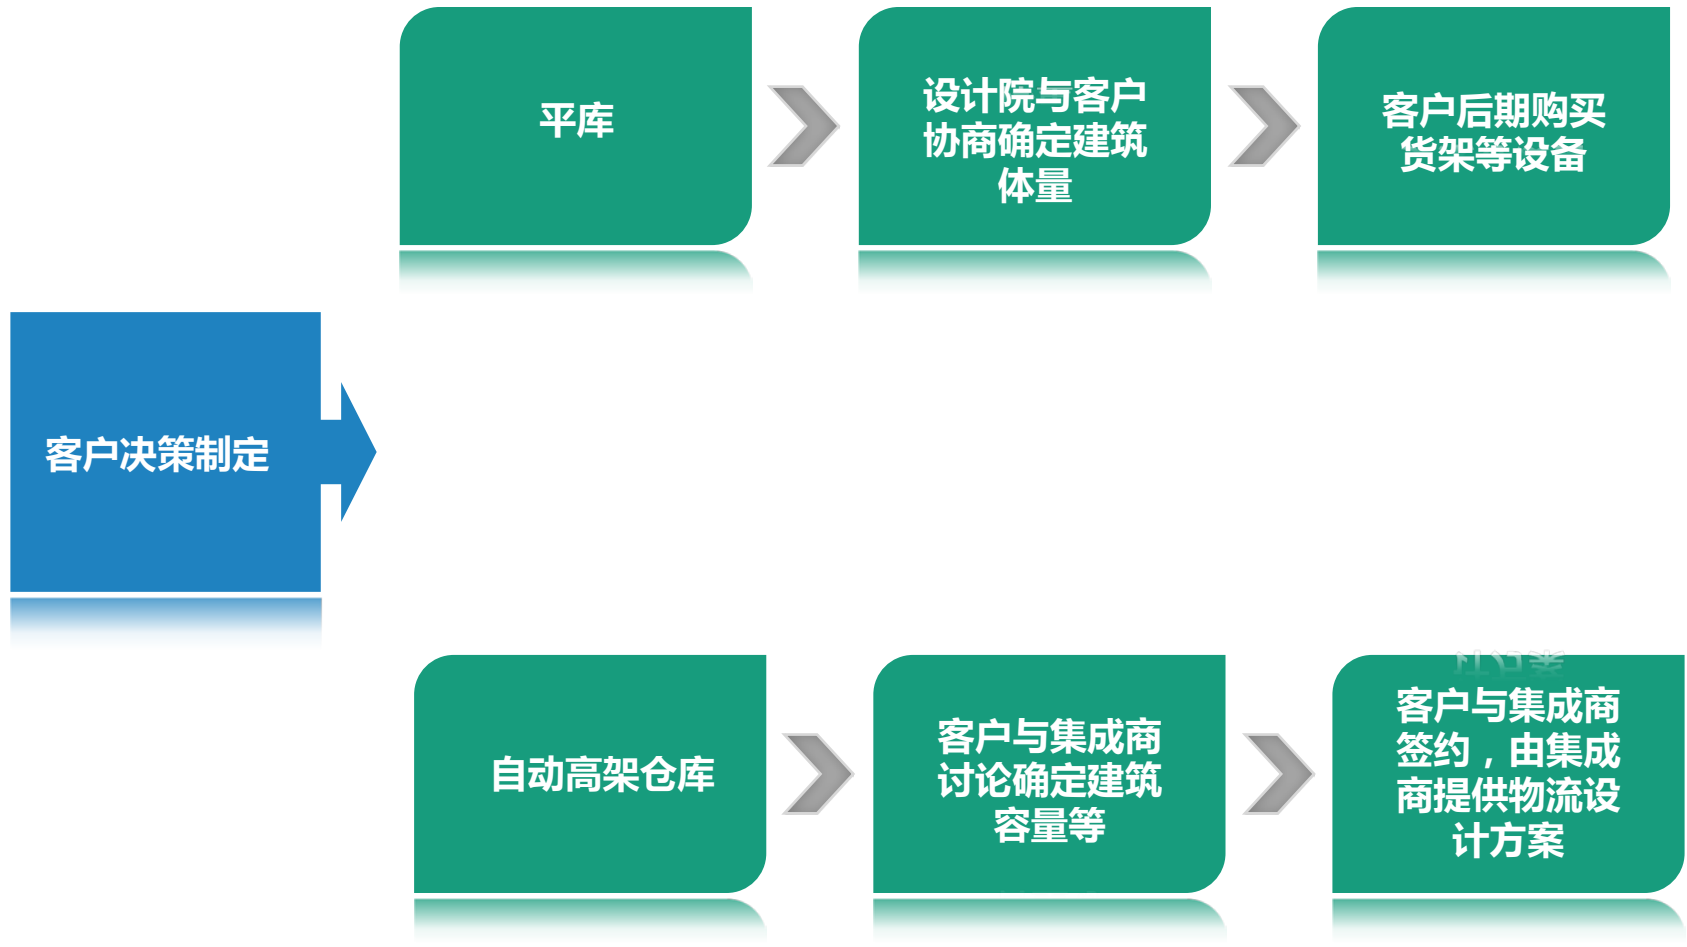 平库
设计院与客户
协商确定建筑
体量
客户后期购买
货架等设备
客户决策制定
自动高架仓库
客户与集成商
讨论确定建筑
容量等
客户与集成商
签约，由集成
商提供物流设
计方案